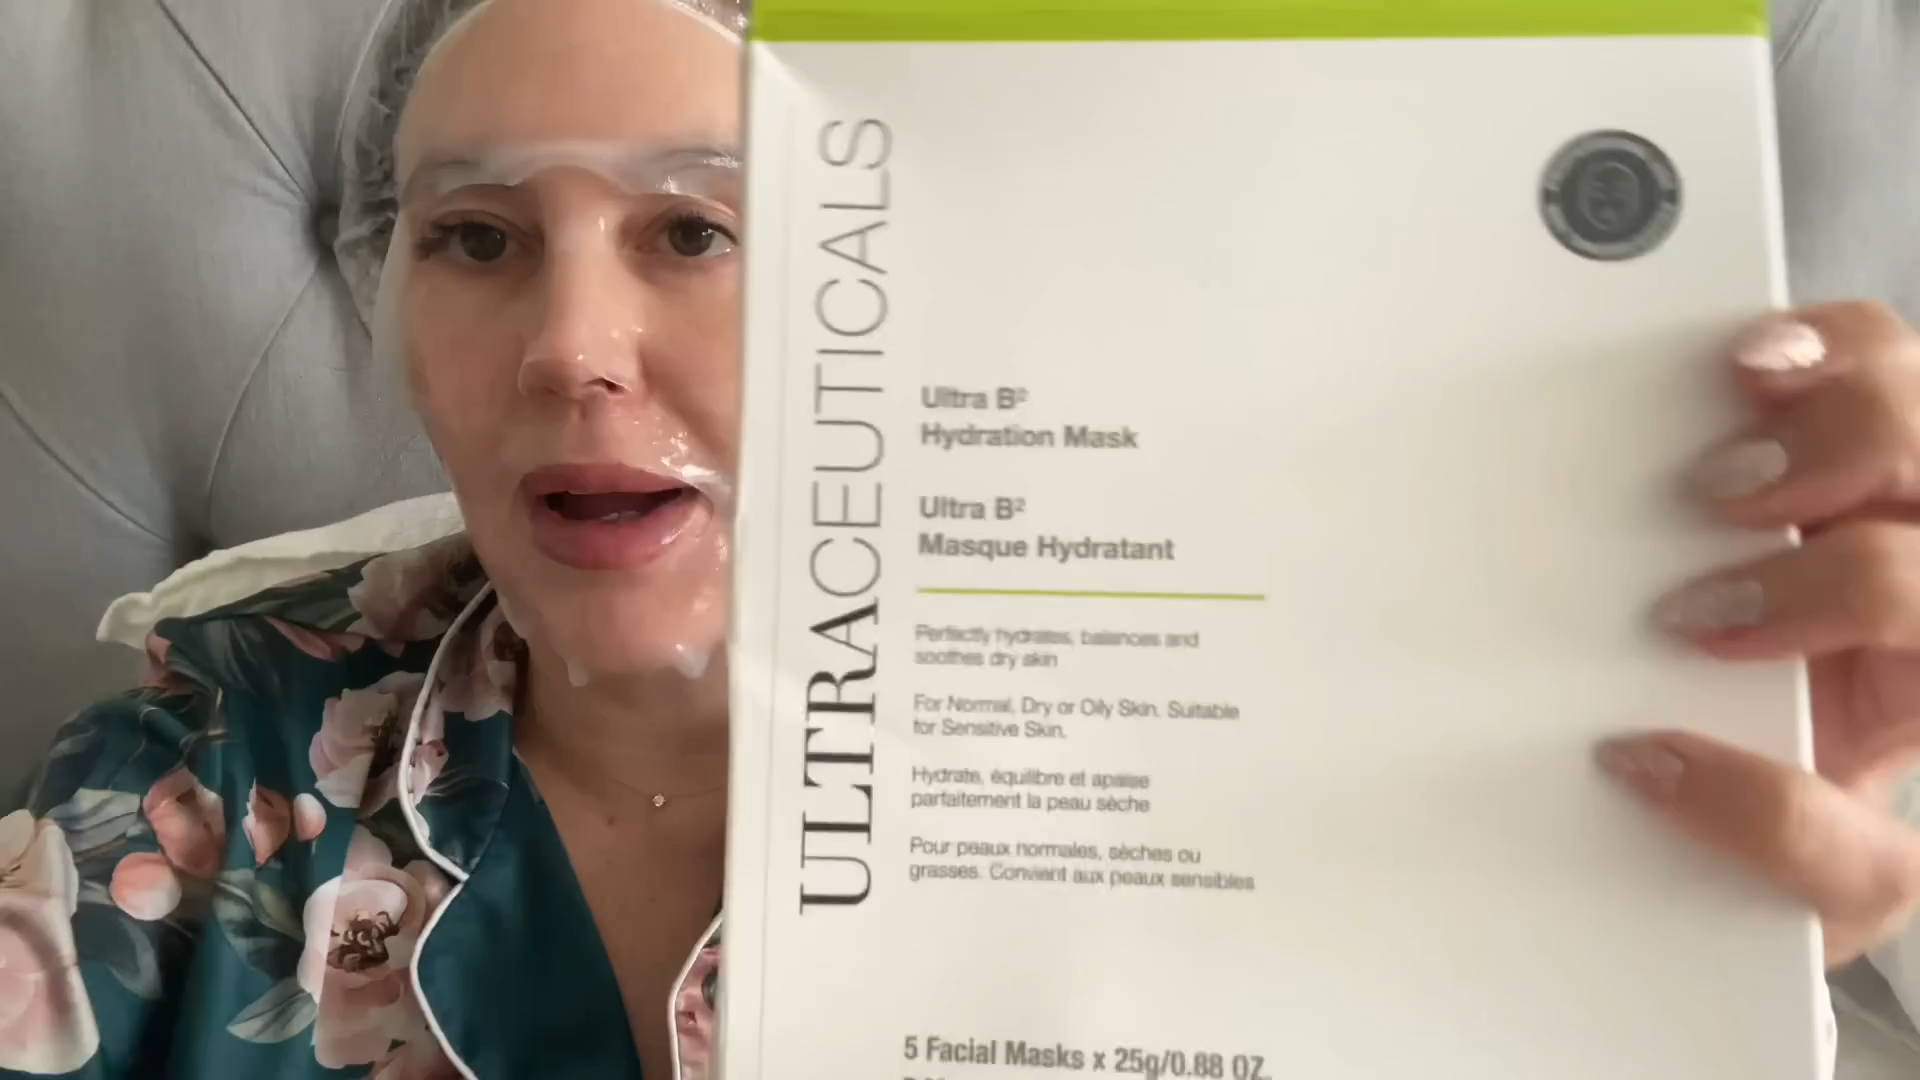 ULTRACEUTICALS
Ultra B²
Hydration Mask
Ultra B²
Masque Hydratant
Perfectly hydrates, balances and
soothes dry skin
For Normal, Dry or Oily Skin. Suitable
for Sensitive Skin.
Hydrate, équilibre et apaise
parfaitement la peau sèche
Pour peaux normales, sèches ou
grasses. Convient aux peaux sensibles
5 Facial Masks x 25g/0.88 OZ.